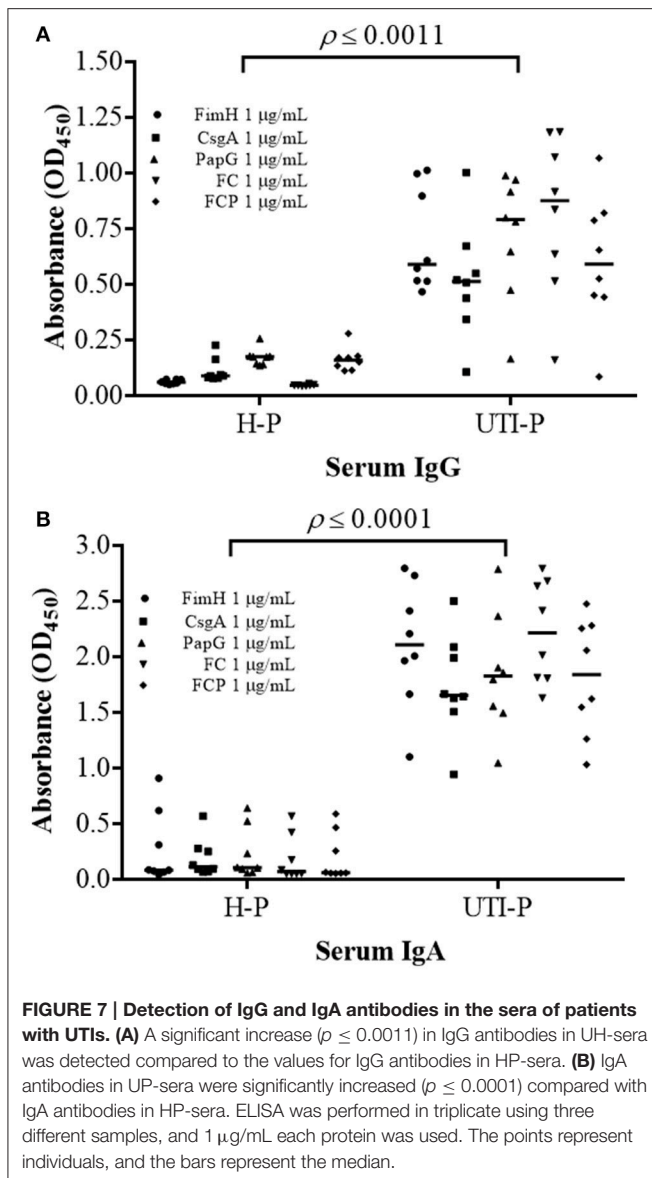 A
ρ ≤ 0.0011
1.50
1.25
1.00
0.75
0.50
0.25
0.00
Absorbance (OD450)
FimH 1 µg/mL
CsgA 1 µg/mL
PapG 1 µg/mL
FC 1 µg/mL
FCP 1 µg/mL
H-P UTI-P
Serum IgG
B
ρ ≤ 0.0001
3.0
2.5
2.0
1.5
1.0
0.5
0.0
Absorbance (OD450)
FimH 1 µg/mL
CsgA 1 µg/mL
PapG 1 µg/mL
FC 1 µg/mL
FCP 1 µg/mL
H-P UTI-P
Serum IgA
FIGURE 7 | Detection of IgG and IgA antibodies in the sera of patients
with UTIs. (A) A significant increase (p ≤ 0.0011) in IgG antibodies in UH-sera
was detected compared to the values for IgG antibodies in HP-sera. (B) IgA
antibodies in UP-sera were significantly increased (p ≤ 0.0001) compared with
IgA antibodies in HP-sera. ELISA was performed in triplicate using three
different samples, and 1 µg/mL each protein was used. The points represent
individuals, and the bars represent the median.